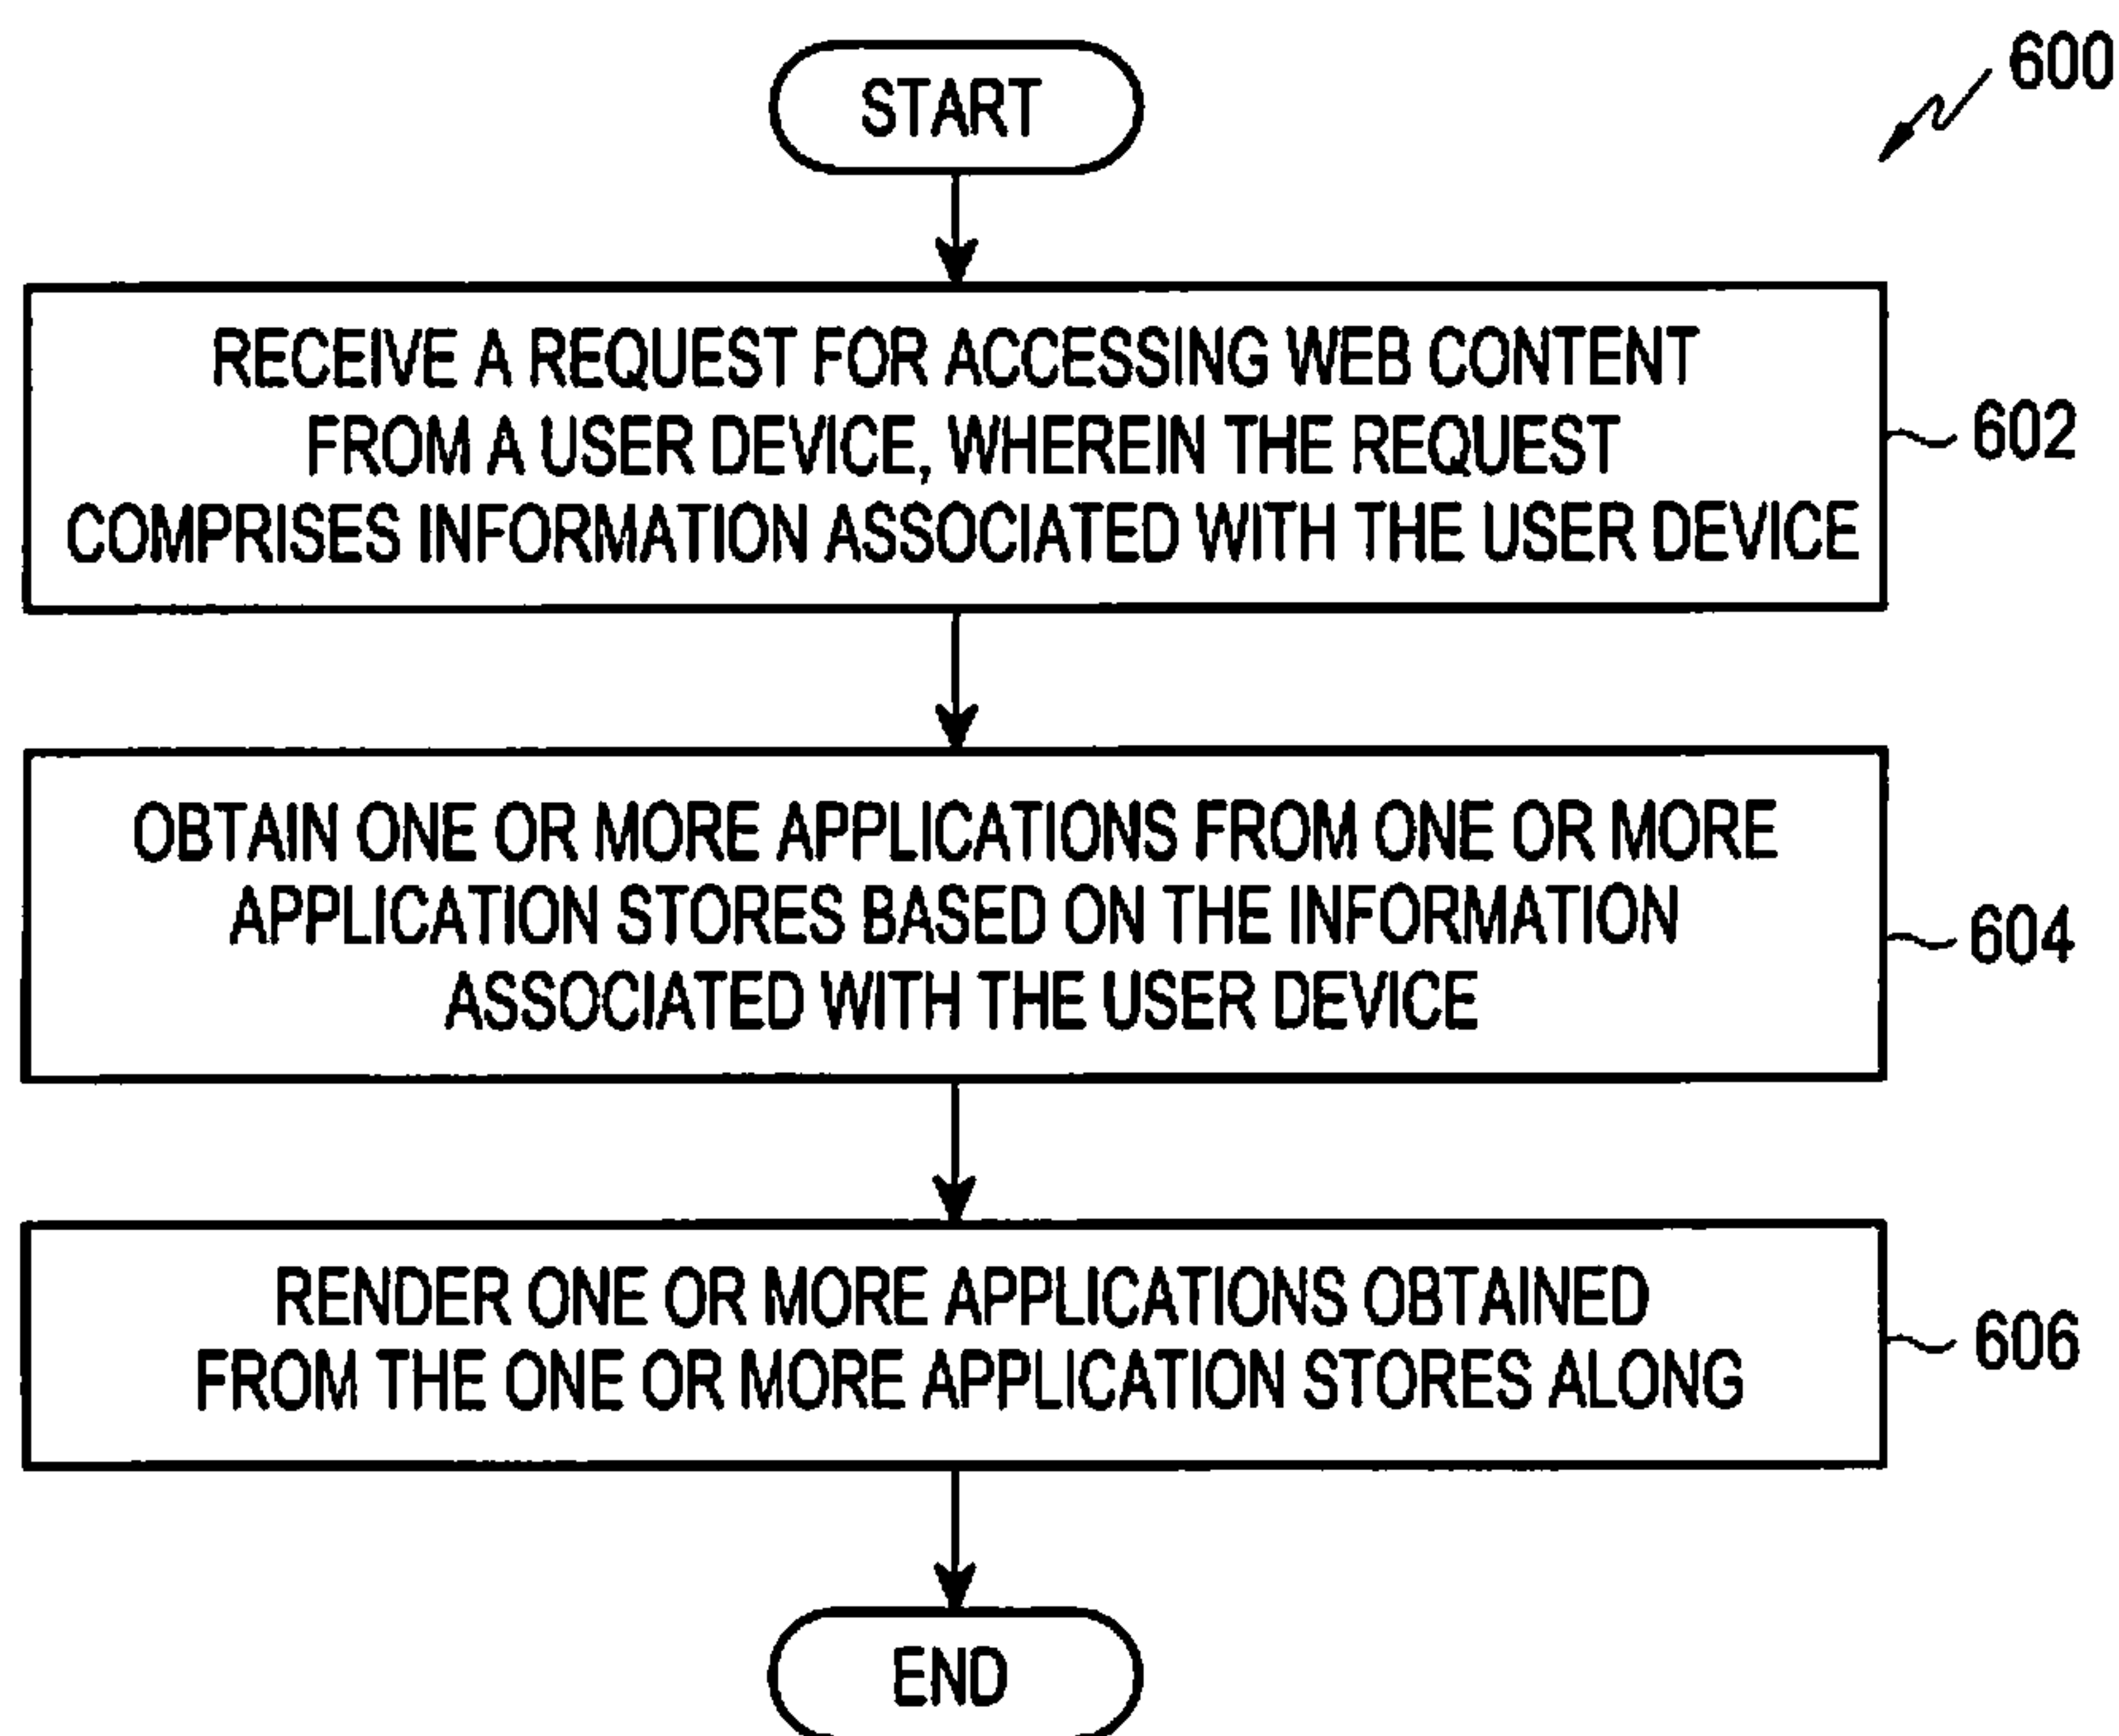 START
600
RECEIVE A REQUEST FOR ACCESSING WEB CONTENT
FROM A USER DEVICE, WHEREIN THE REQUEST
COMPRISES INFORMATION ASSOCIATED WITH THE USER DEVICE
602
OBTAIN ONE OR MORE APPLICATIONS FROM ONE OR MORE
APPLICATION STORES BASED ON THE INFORMATION
ASSOCIATED WITH THE USER DEVICE
604
RENDER ONE OR MORE APPLICATIONS OBTAINED
FROM THE ONE OR MORE APPLICATION STORES ALONG
606
END